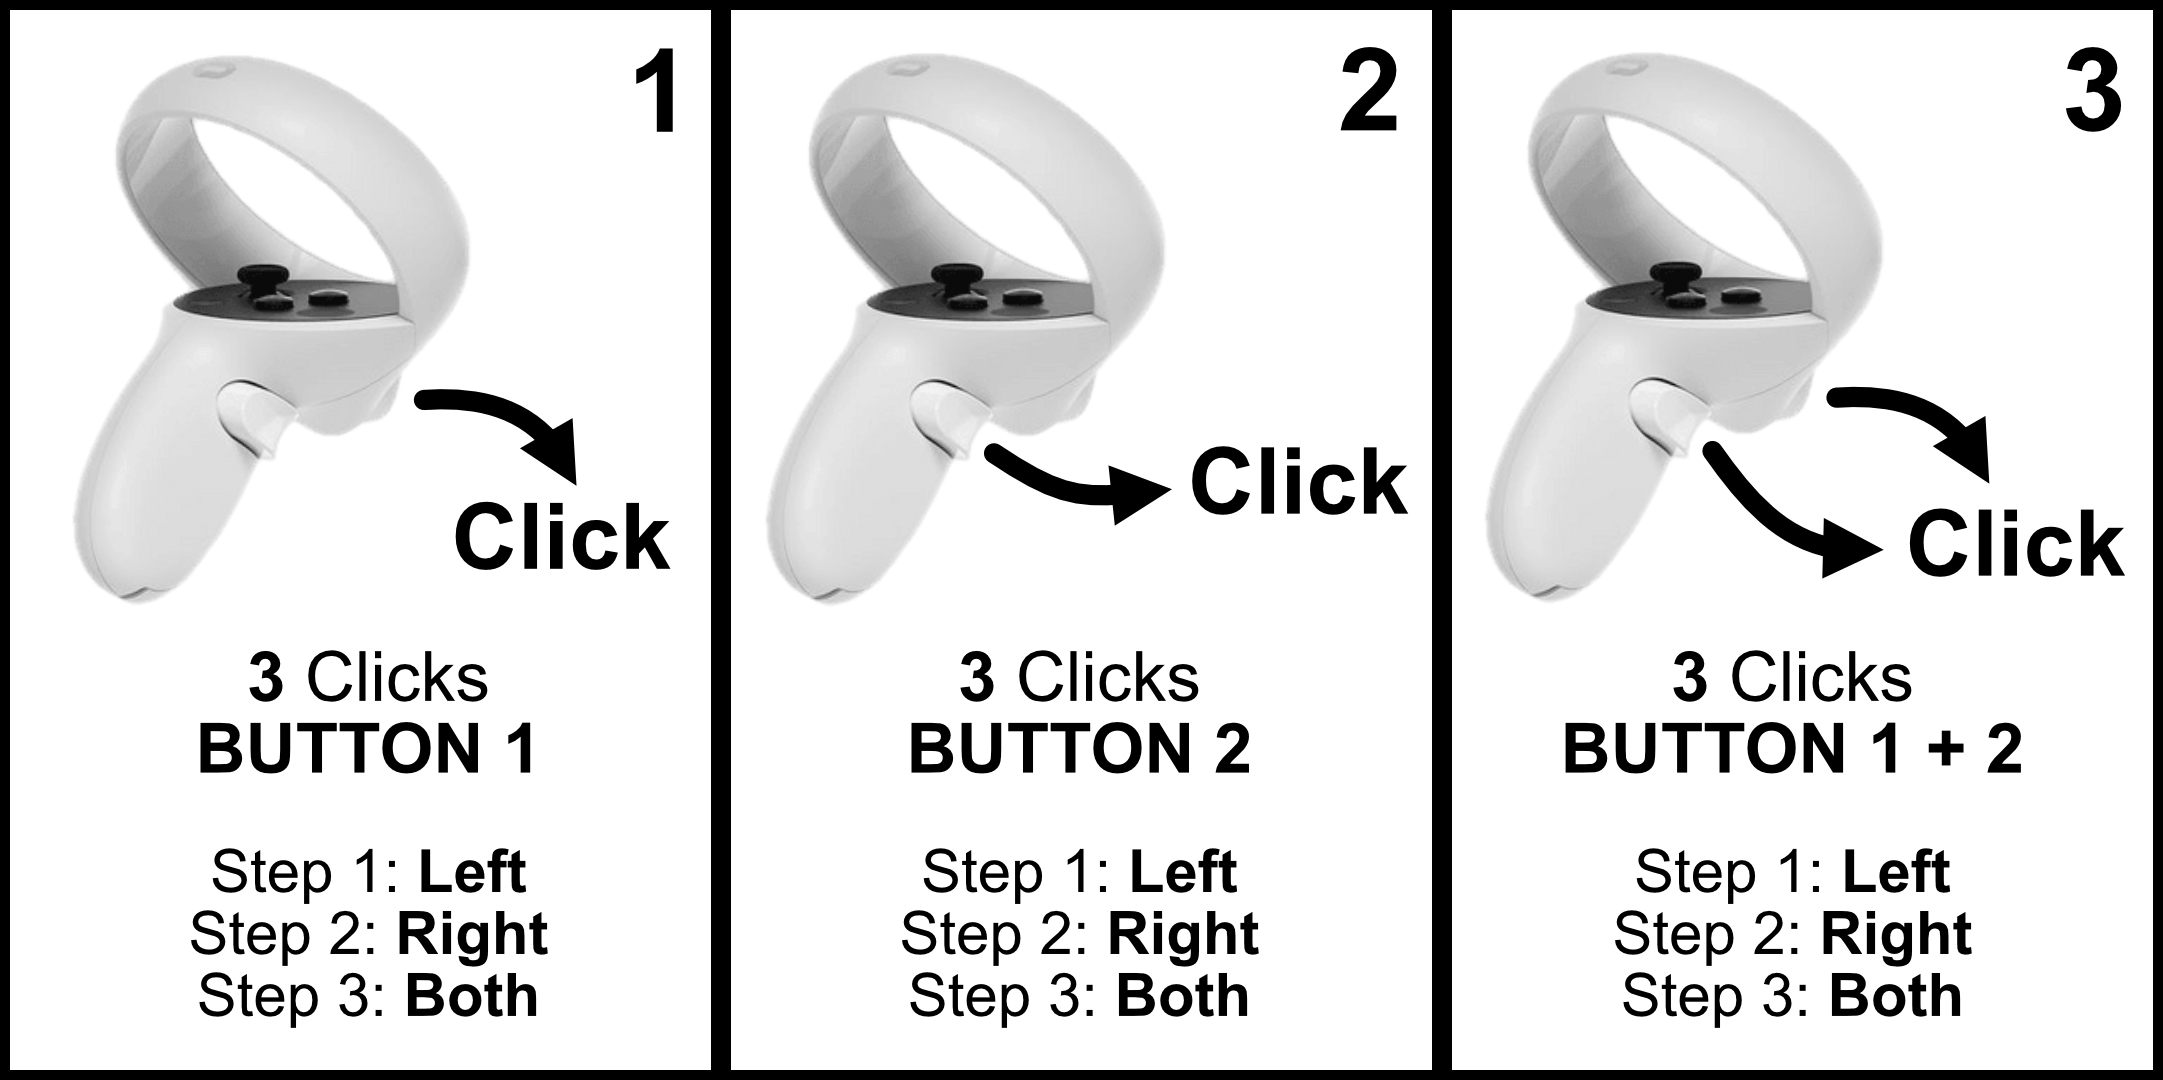 1
Click
3 Clicks
BUTTON 1
Step 1: Left
Step 2: Right
Step 3: Both
2
Click
3 Clicks
BUTTON 2
Step 1: Left
Step 2: Right
Step 3: Both
3
Click
3 Clicks
BUTTON 1 + 2
Step 1: Left
Step 2: Right
Step 3: Both